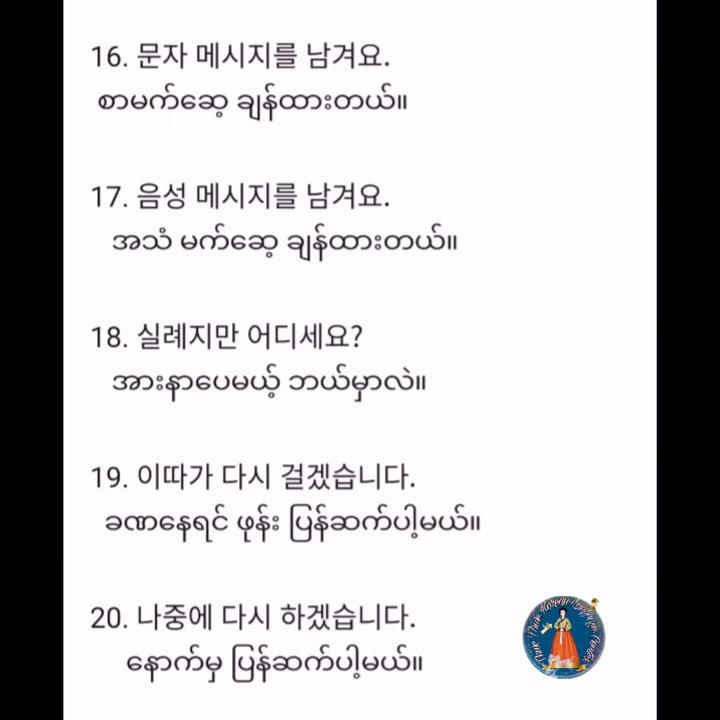 16. 문자 메시지를 남겨요.
စာမက်ဆေ့ ချန်ထားတယ်။
17. 음성 메시지를 남겨요.
အသံ မက်ဆေ့ ချန်ထားတယ်။
18. 실례지만 어디세요?
အားနာပေမယ့် ဘယ်မှာလဲ။
19. 이따가 다시 걸겠습니다.
ခဏနေရင် ဖုန်း ပြန်ဆက်ပါ့မယ်။
20. 나중에 다시 하겠습니다.
နောက်မှ ပြန်ဆက်ပါ့မယ်။